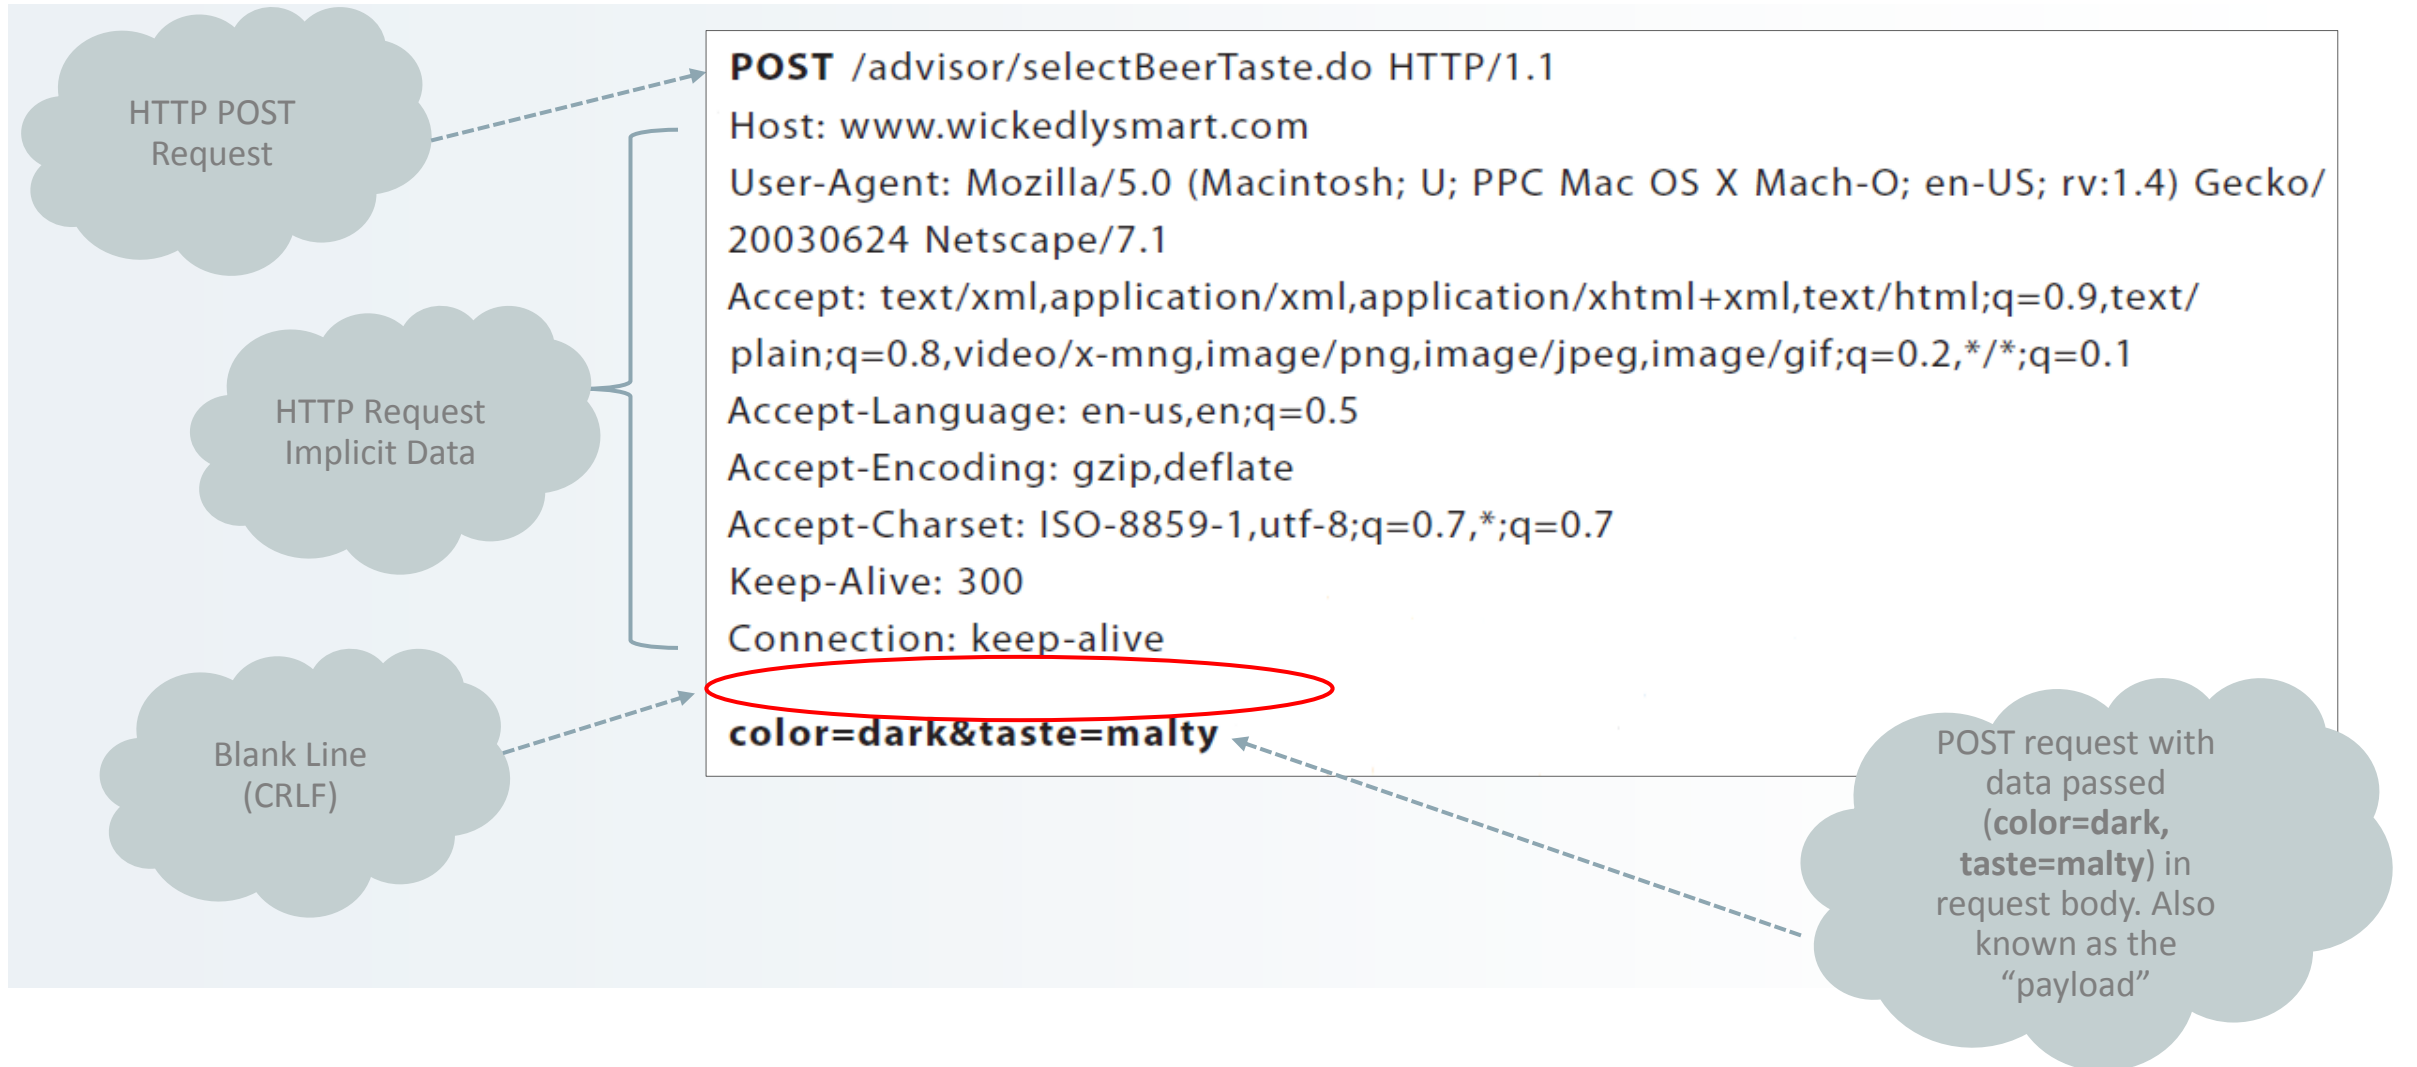 HTTP POST
Request
POST /advisor/selectBeerTaste.do HTTP/1.1
Host: www.wickedlysmart.com
User-Agent: Mozilla/5.0 (Macintosh; U; PPC Mac OS X Mach-O; en-US; rv:1.4) Gecko/
20030624 Netscape/7.1
Accept: text/xml,application/xml,application/xhtml+xml,text/html;q=0.9,text/
plain;q=0.8,video/x-mng,image/png,image/jpeg,image/gif;q=0.2,*/*;q=0.1
Accept-Language: en-us,en;q=0.5
Accept-Encoding: gzip,deflate
Accept-Charset: ISO-8859-1,utf-8;q=0.7,*;q=0.7
Keep-Alive: 300
Connection: keep-alive
color=dark&taste=malty
HTTP Request
Implicit Data
Blank Line
(CRLF)
POST request with
data passed
(color=dark,
taste=malty) in
request body. Also
known as the
“payload”